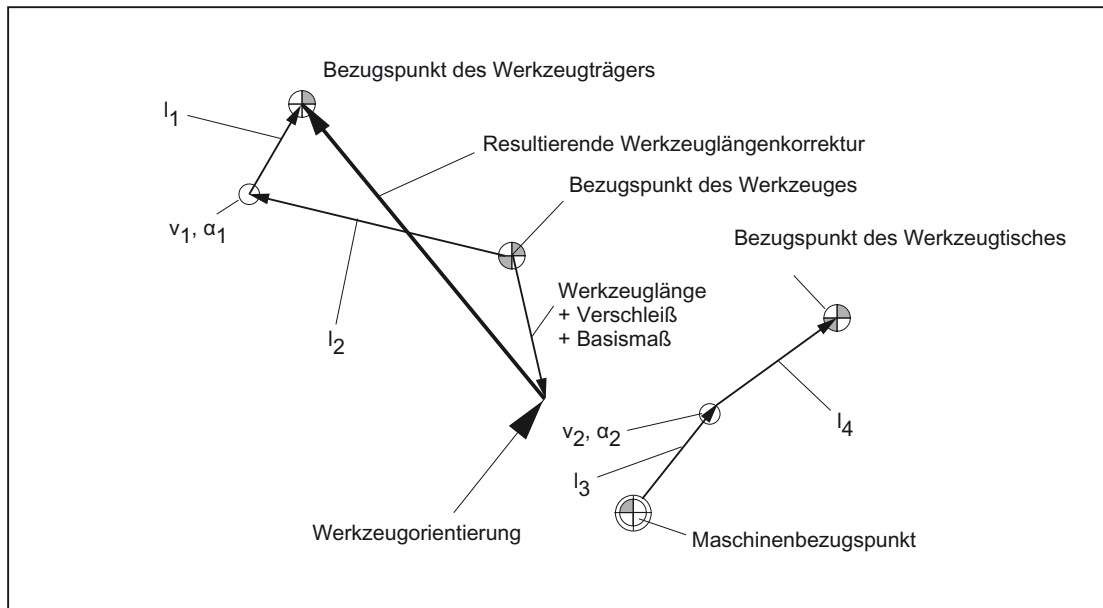 Bezugspunkt des Werkzeugträgers
l1
Resultierende Werkzeuglängenkorrektur
Bezugspunkt des Werkzeuges
v1, α1
Bezugspunkt des Werkzeugtisches
Werkzeuglänge
+ Verschleiß
+ Basismaß
l2
v2, α2
l4
l3
Werkzeugorientierung
Maschinenbezugspunkt